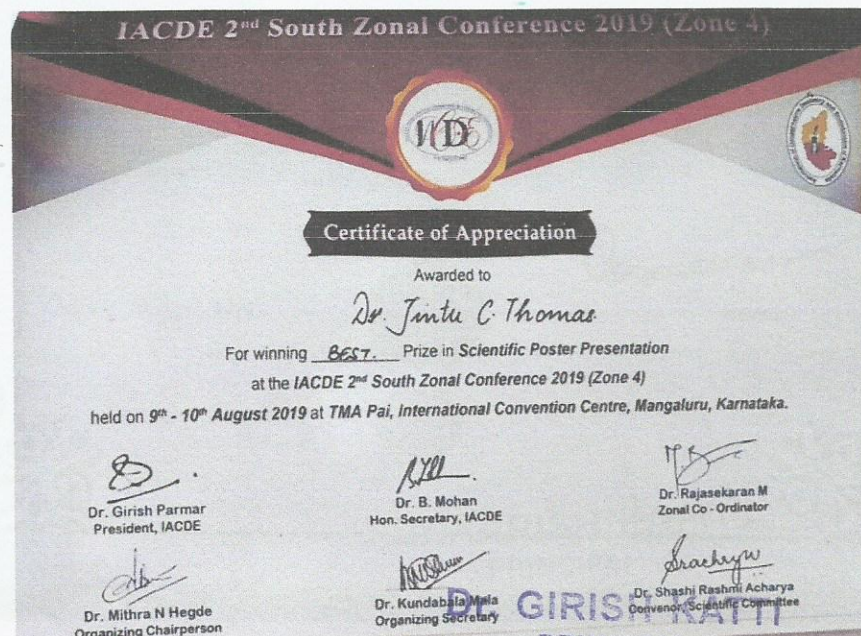 IACDE 2nd South Zonal Conference 2019 (Zone 4)
Certificate of Appreciation
Awarded to
Dr. Jintu C. Thomas
For winning BEST. Prize in Scientific Poster Presentation
at the IACDE 2nd South Zonal Conference 2019 (Zone 4)
held on 9th - 10th August 2019 at TMA Pai, International Convention Centre, Mangaluru, Karnataka.
Dr. Girish Parmar
President, IACDE
Dr. B. Mohan
Hon. Secretary, IACDE
Dr. Rajasekaran M
Zonal Co - Ordinator
Dr. Mithra N Hegde
Organizing Chairperson
Dr. Kundabala Mala
Organizing Secretary
Dr. Shashi Rashmi Acharya
Convenor, Scientific Committee
Dr. GIRISH KATTI